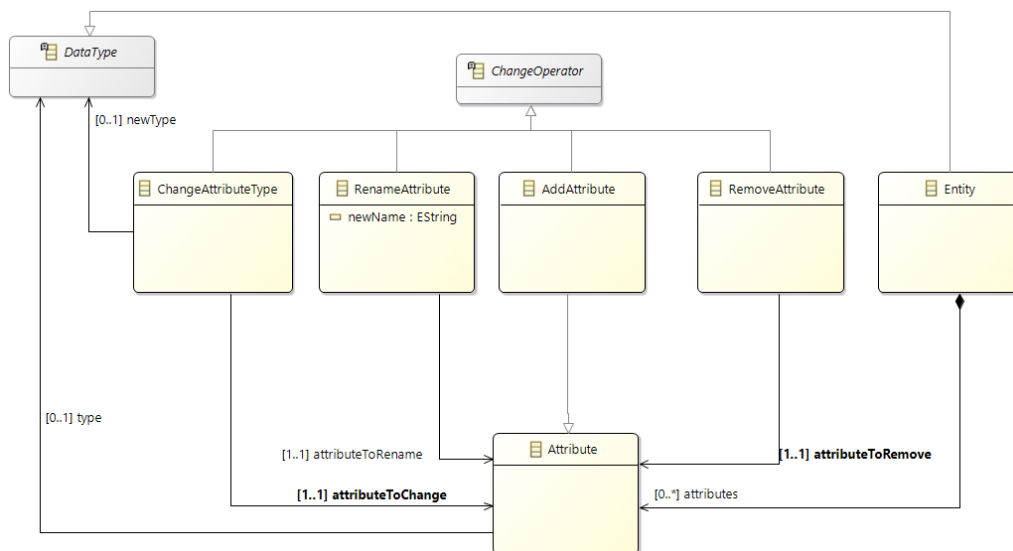 DataType
ChangeOperator
[0..1] newType
ChangeAttributeType
RenameAttribute
AddAttribute
RemoveAttribute
Entity
newName : EString
[0..1] type
Attribute
[1..1] attributeToRename
[1..1] attributeToRemove
[1..1] attributeToChange
[0..*] attributes